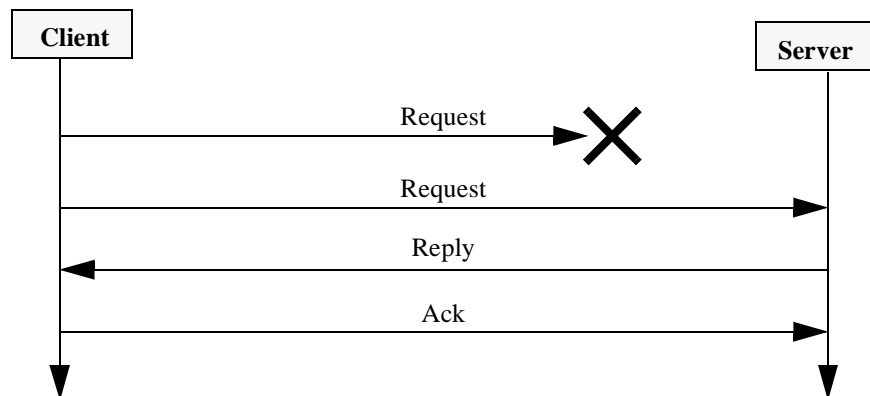 Client
Server
Request
Request
Reply
Ack